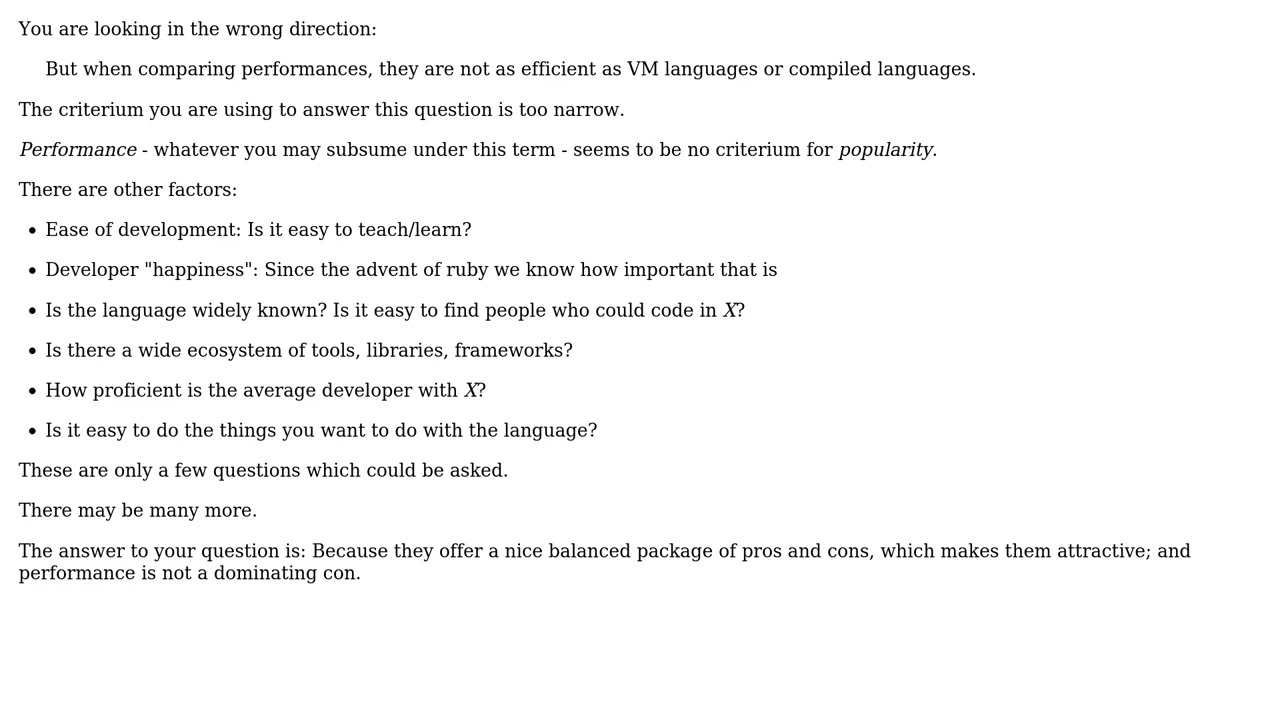 You are looking in the wrong direction:
But when comparing performances, they are not as efficient as VM languages or compiled languages.
The criterium you are using to answer this question is too narrow.
Performance - whatever you may subsume under this term - seems to be no criterium for popularity.
There are other factors:
• Ease of development: Is it easy to teach/learn?
• Developer "happiness": Since the advent of ruby we know how important that is
• Is the language widely known? Is it easy to find people who could code in X?
• Is there a wide ecosystem of tools, libraries, frameworks?
• How proficient is the average developer with X?
• Is it easy to do the things you want to do with the language?
These are only a few questions which could be asked.
There may be many more.
The answer to your question is: Because they offer a nice balanced package of pros and cons, which makes them attractive; and
performance is not a dominating con.